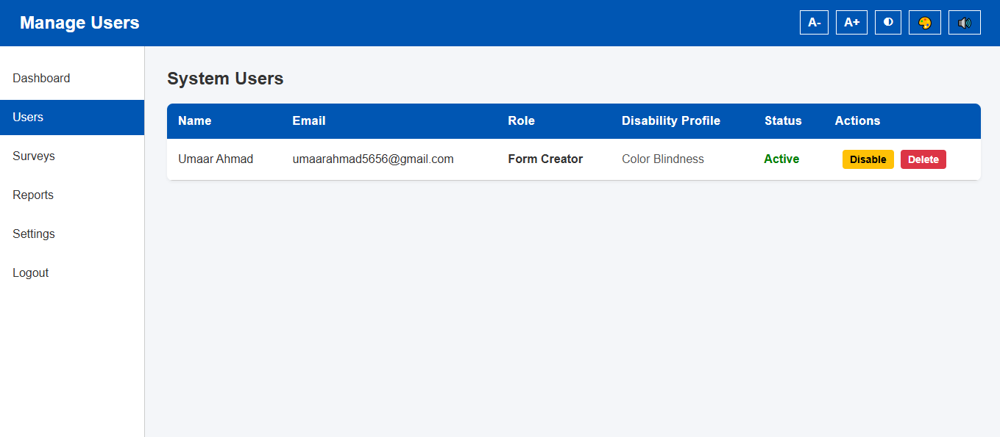 Manage Users
A- A+
Dashboard
Users
Surveys
Reports
Settings
Logout
System Users
Name Email Role Disability Profile Status Actions
Umaar Ahmad umaarahmad5656@gmail.com Form Creator Color Blindness Active Disable Delete